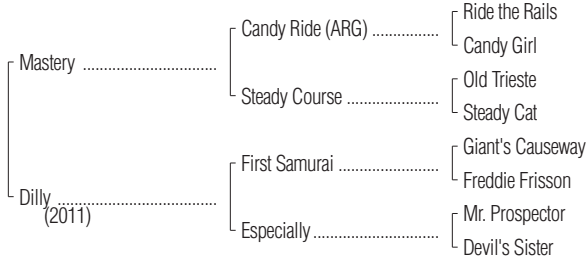 Ride the Rails
Candy Ride (ARG) ................
Candy Girl
Mastery .................................
Old Trieste
Steady Course ......................
Steady Cat
Giant's Causeway
First Samurai ........................
Freddie Frisson
Dilly .......................................
(2011)
Mr. Prospector
Especially ..............................
Devil's Sister